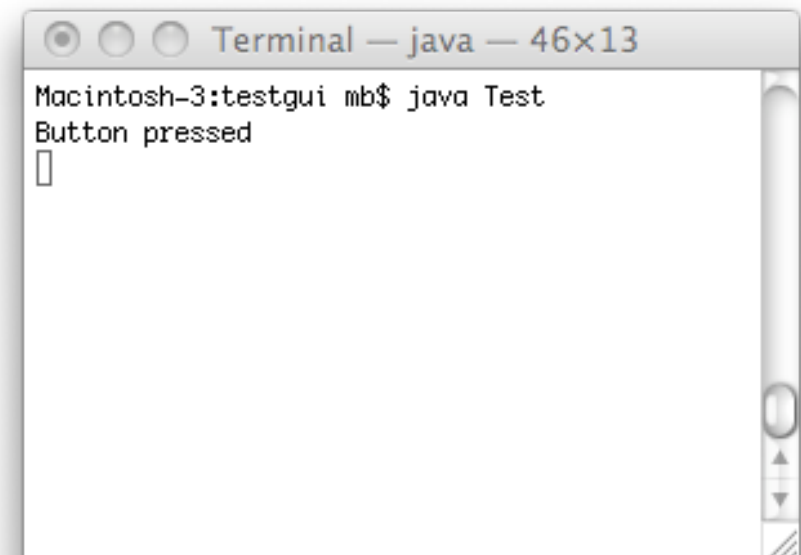 Terminal — java — 46×13
Macintosh-3:testgui mb$ java Test
Button pressed